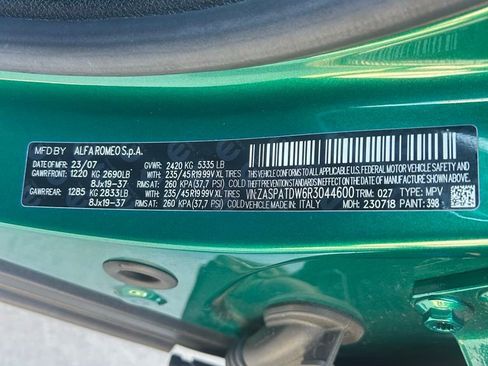 MFD BY ALFA ROMEO S.p.A.
DATE OF MFR: 23/07 GVWR: 2420 KG 5335 LB
GAWR FRONT: 1220 KG 2690LB WITH 235/45R19 99V XL TIRES
8Jx19-37 RIMS AT: 260 KPA (37,7 PSI) COLD
GAWR REAR: 1285 KG 2833LB WITH 235/45R19 99V XL TIRES
8Jx19-37 RIMS AT: 260 KPA (37,7 PSI) COLD
THIS VEHICLE CONFORMS TO ALL APPLICABLE U.S. FEDERAL MOTOR
VEHICLE SAFETY, BUMPER, AND THEFT PREVENTION STANDARDS IN EFFECT ON THE DATE
OF MANUFACTURE SHOWN ABOVE.
VIN: ZASPATDW6R3044600 TRIM: 027 TYPE: MPV
VEHICLE MADE IN: ITALY MDH: 230718 PAINT: 398